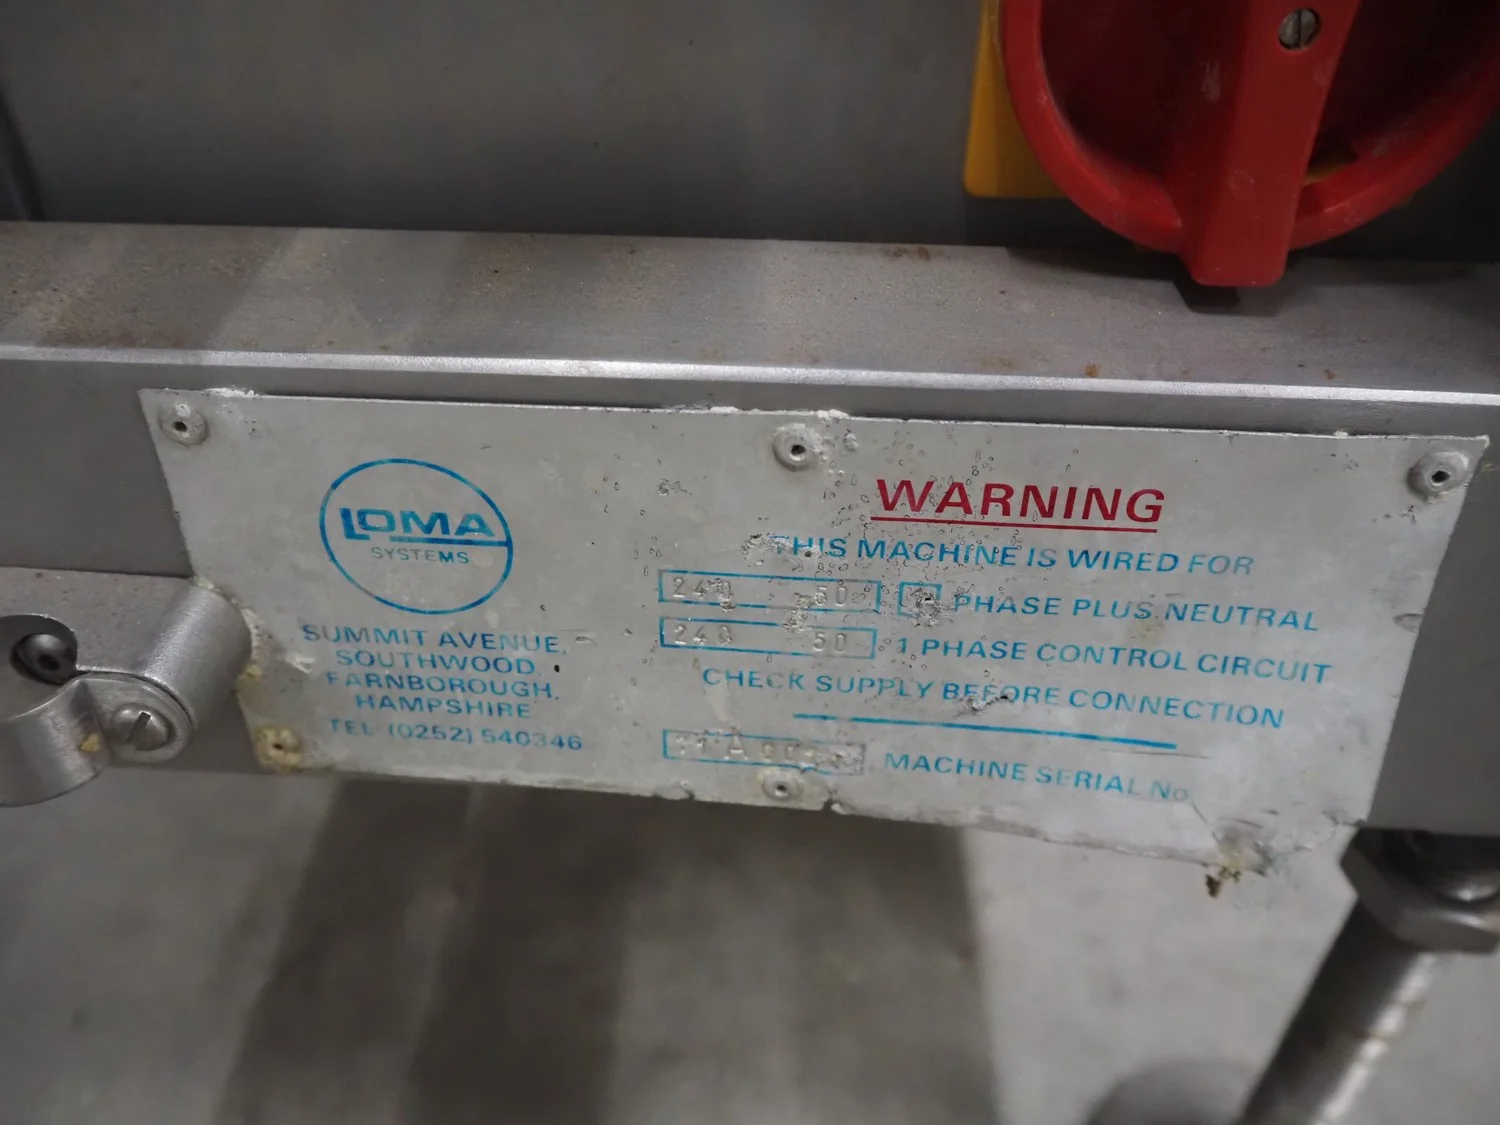 LOMA
SYSTEMS
SUMMIT AVENUE,
SOUTHWOOD,
FARNBOROUGH,
HAMPSHIRE
TEL (0252) 540346
WARNING
THIS MACHINE IS WIRED FOR
240 50 1 PHASE PLUS NEUTRAL
240 50 1 PHASE CONTROL CIRCUIT
CHECK SUPPLY BEFORE CONNECTION
MACHINE SERIAL No